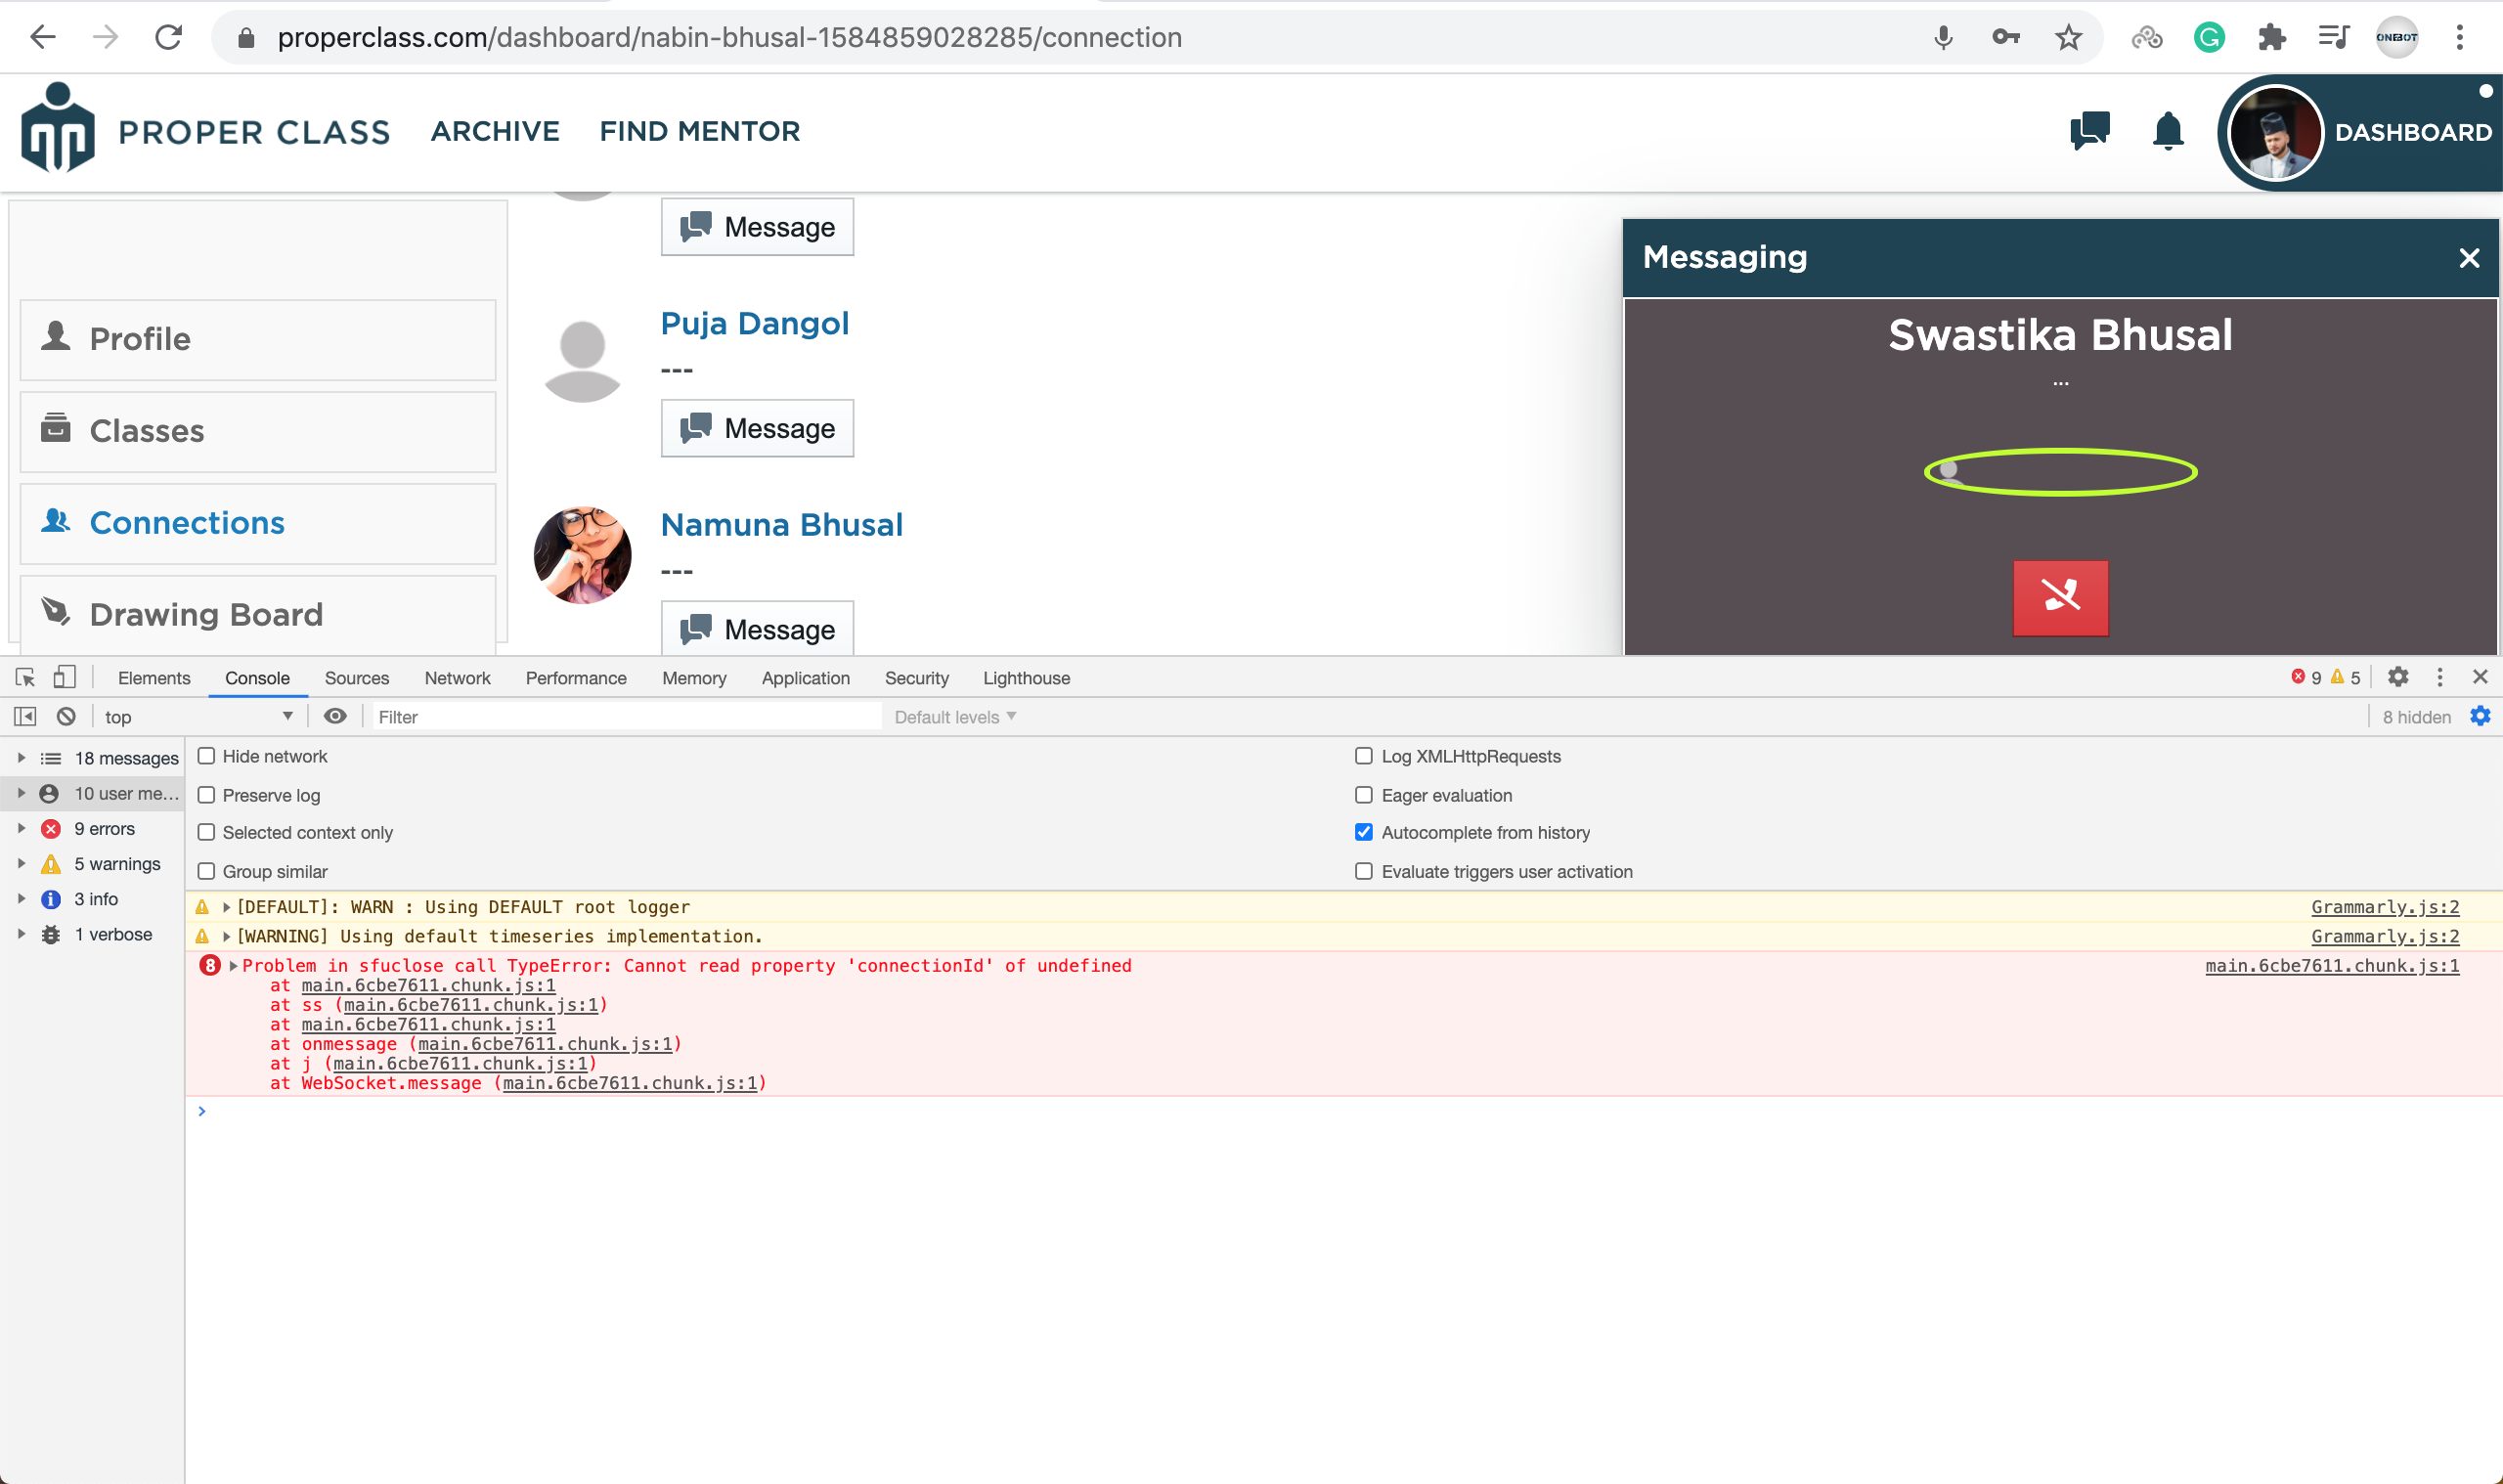 properclass.com/dashboard/nabin-bhusal-1584859028285/connection
ONEBOT
PROPER CLASS
ARCHIVE
FIND MENTOR
DASHBOARD
Profile
Classes
Connections
Drawing Board
Message
Puja Dangol
---
Message
Namuna Bhusal
---
Message
Messaging
Swastika Bhusal
...
Elements
Console
Sources
Network
Performance
Memory
Application
Security
Lighthouse
9
5
top
Filter
Default levels
8 hidden
18 messages
10 user me...
9 errors
5 warnings
3 info
1 verbose
Hide network
Preserve log
Selected context only
Group similar
Log XMLHttpRequests
Eager evaluation
Autocomplete from history
Evaluate triggers user activation
[DEFAULT]: WARN : Using DEFAULT root logger
Grammarly.js:2
[WARNING] Using default timeseries implementation.
Grammarly.js:2
8 Problem in sfuclose call TypeError: Cannot read property 'connectionId' of undefined
main.6cbe7611.chunk.js:1
at main.6cbe7611.chunk.js:1
at ss (main.6cbe7611.chunk.js:1)
at main.6cbe7611.chunk.js:1
at onmessage (main.6cbe7611.chunk.js:1)
at j (main.6cbe7611.chunk.js:1)
at WebSocket.message (main.6cbe7611.chunk.js:1)